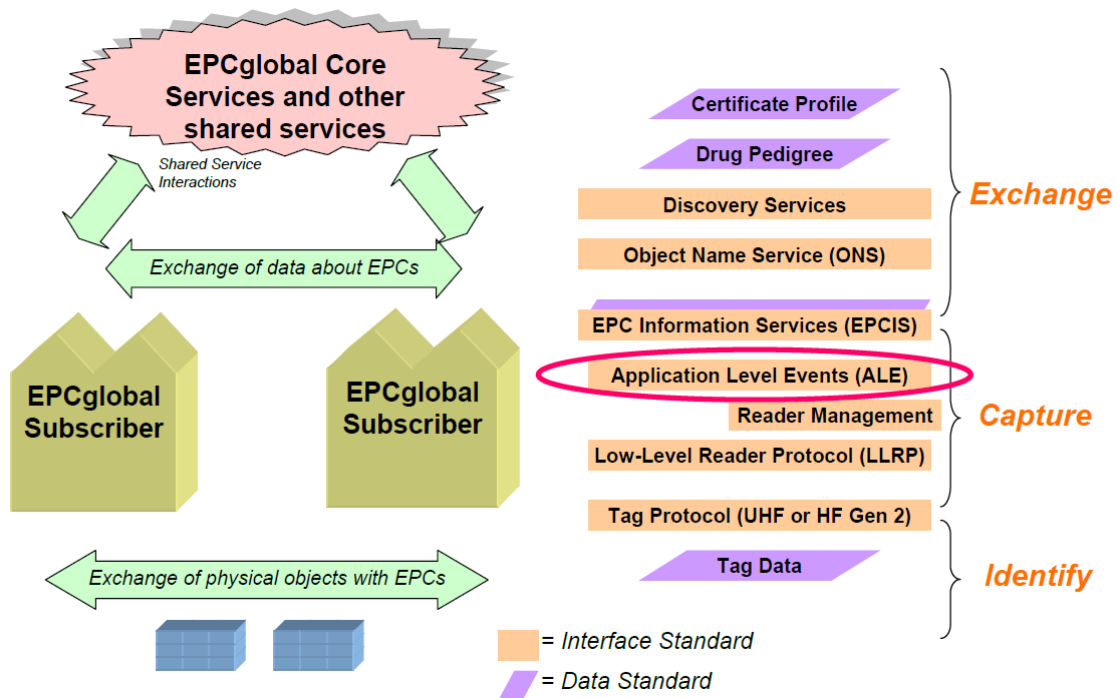 EPCglobal Core
Services and other
shared services
Shared Service
Interactions
Exchange of data about EPCs
EPCglobal
Subscriber
EPCglobal
Subscriber
Exchange of physical objects with EPCs
Certificate Profile
Drug Pedigree
Discovery Services
Object Name Service (ONS)
EPC Information Services (EPCIS)
Application Level Events (ALE)
Reader Management
Low-Level Reader Protocol (LLRP)
Tag Protocol (UHF or HF Gen 2)
Tag Data
Exchange
Capture
Identify
= Interface Standard
= Data Standard